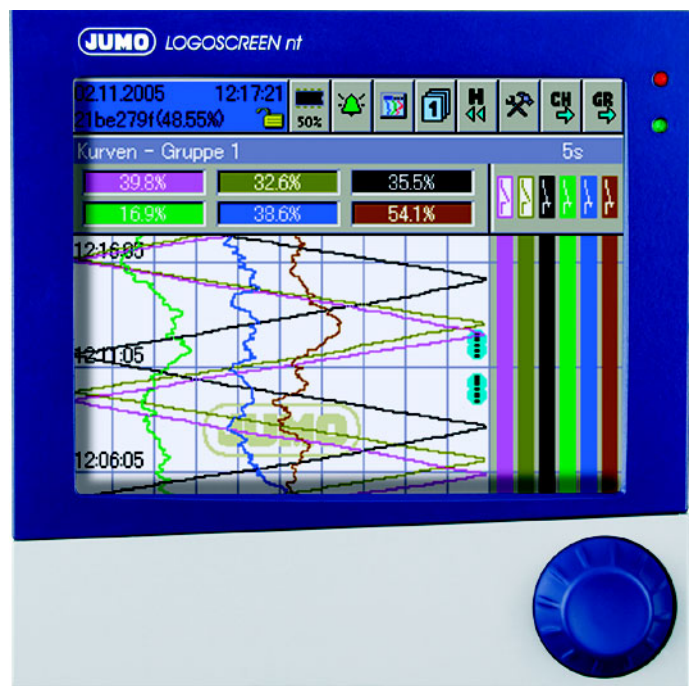 JUMO LOGOSCREEN nt
02.11.2005 12:17:21
21be279f(48.55%)
50% 1 H CH GR
Kurven - Gruppe 1 5s
39.8% 32.6% 35.5%
16.9% 38.6% 54.1%
12:16:05
12:11:05
JUMO
12:06:05